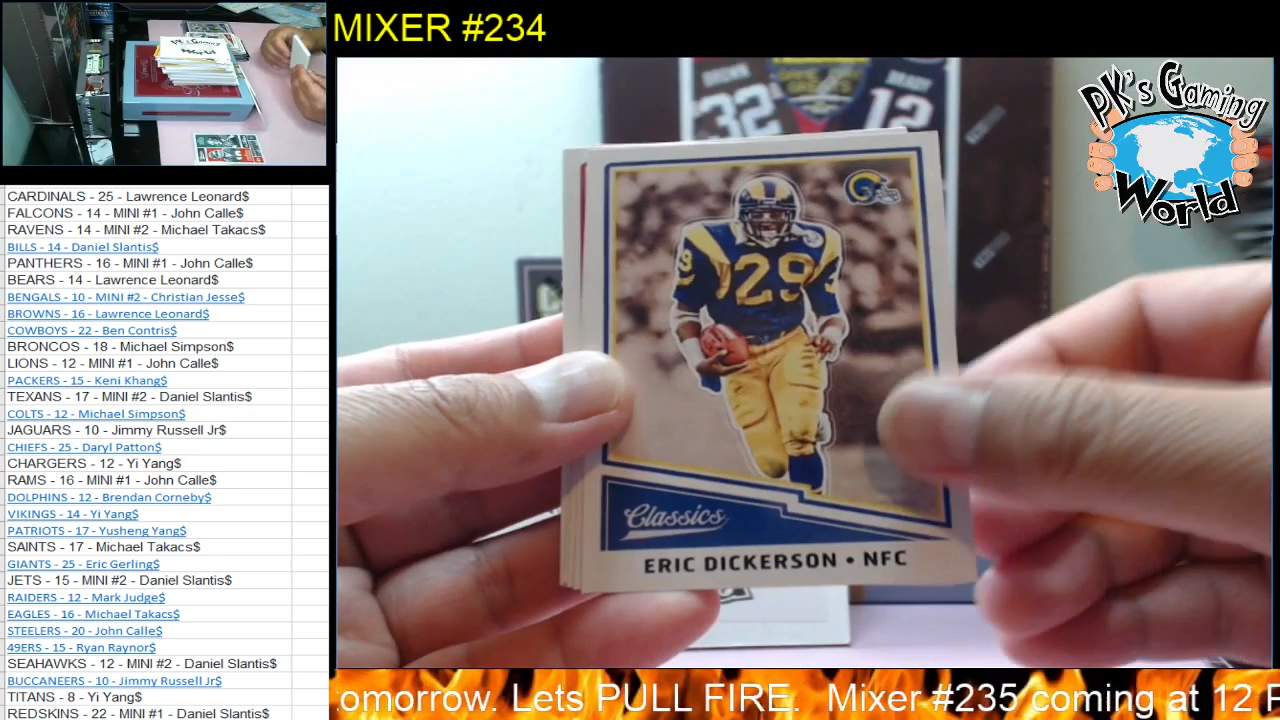 MIXER #234
PK's Gaming
World
PK's Gaming
World
CARDINALS - 25 - Lawrence Leonard$
FALCONS - 14 - MINI #1 - John Calle$
RAVENS - 14 - MINI #2 - Michael Takacs$
BILLS - 14 - Daniel Slantis$
PANTHERS - 16 - MINI #1 - John Calle$
BEARS - 14 - Lawrence Leonard$
BENGALS - 10 - MINI #2 - Christian Jesse$
BROWNS - 16 - Lawrence Leonard$
COWBOYS - 22 - Ben Contris$
BRONCOS - 18 - Michael Simpson$
LIONS - 12 - MINI #1 - John Calle$
PACKERS - 15 - Keni Khang$
TEXANS - 17 - MINI #2 - Daniel Slantis$
COLTS - 12 - Michael Simpson$
JAGUARS - 10 - Jimmy Russell Jr$
CHIEFS - 25 - Daryl Patton$
CHARGERS - 12 - Yi Yang$
RAMS - 16 - MINI #1 - John Calle$
DOLPHINS - 12 - Brendan Corneby$
VIKINGS - 14 - Yi Yang$
PATRIOTS - 17 - Yusheng Yang$
SAINTS - 17 - Michael Takacs$
GIANTS - 25 - Eric Gerling$
JETS - 15 - MINI #2 - Daniel Slantis$
RAIDERS - 12 - Mark Judge$
EAGLES - 16 - Michael Takacs$
STEELERS - 20 - John Calle$
49ERS - 15 - Ryan Raynor$
SEAHAWKS - 12 - MINI #2 - Daniel Slantis$
BUCCANEERS - 10 - Jimmy Russell Jr$
TITANS - 8 - Yi Yang$
REDSKINS - 22 - MINI #1 - Daniel Slantis$
BROWN
32
BRADY
12
29
Classics
ERIC DICKERSON • NFC
omorrow. Lets PULL FIRE. Mixer #235 coming at 12 P